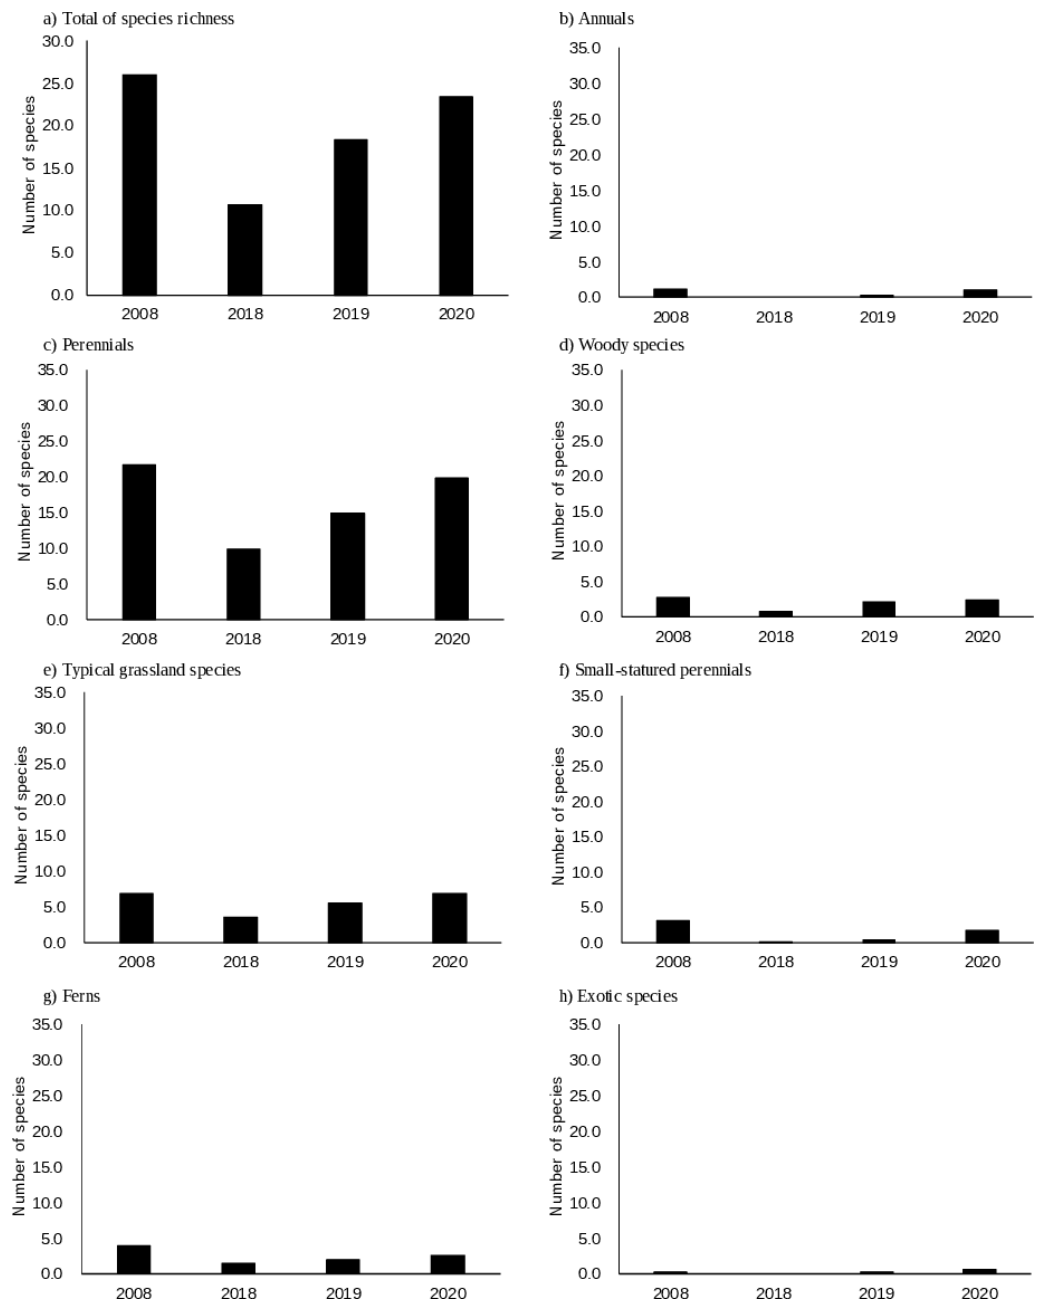 a) Total of species richness
30.0
25.0
20.0
15.0
10.0
5.0
0.0
Number of species
2008 2018 2019 2020
b) Annuals
35.0
30.0
25.0
20.0
15.0
10.0
5.0
0.0
Number of species
2008 2018 2019 2020
c) Perennials
35.0
30.0
25.0
20.0
15.0
10.0
5.0
0.0
Number of species
2008 2018 2019 2020
d) Woody species
35.0
30.0
25.0
20.0
15.0
10.0
5.0
0.0
Number of species
2008 2018 2019 2020
e) Typical grassland species
35.0
30.0
25.0
20.0
15.0
10.0
5.0
0.0
Number of species
2008 2018 2019 2020
f) Small-statured perennials
35.0
30.0
25.0
20.0
15.0
10.0
5.0
0.0
Number of species
2008 2018 2019 2020
g) Ferns
35.0
30.0
25.0
20.0
15.0
10.0
5.0
0.0
Number of species
2008 2018 2019 2020
h) Exotic species
35.0
30.0
25.0
20.0
15.0
10.0
5.0
0.0
Number of species
2008 2018 2019 2020